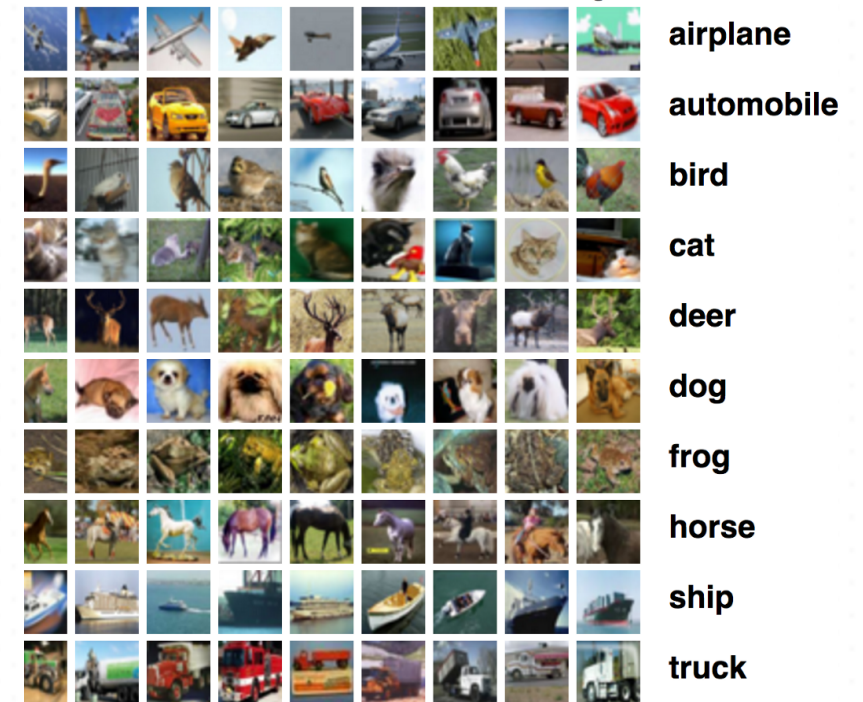 airplane
automobile
bird
cat
deer
dog
frog
horse
ship
truck